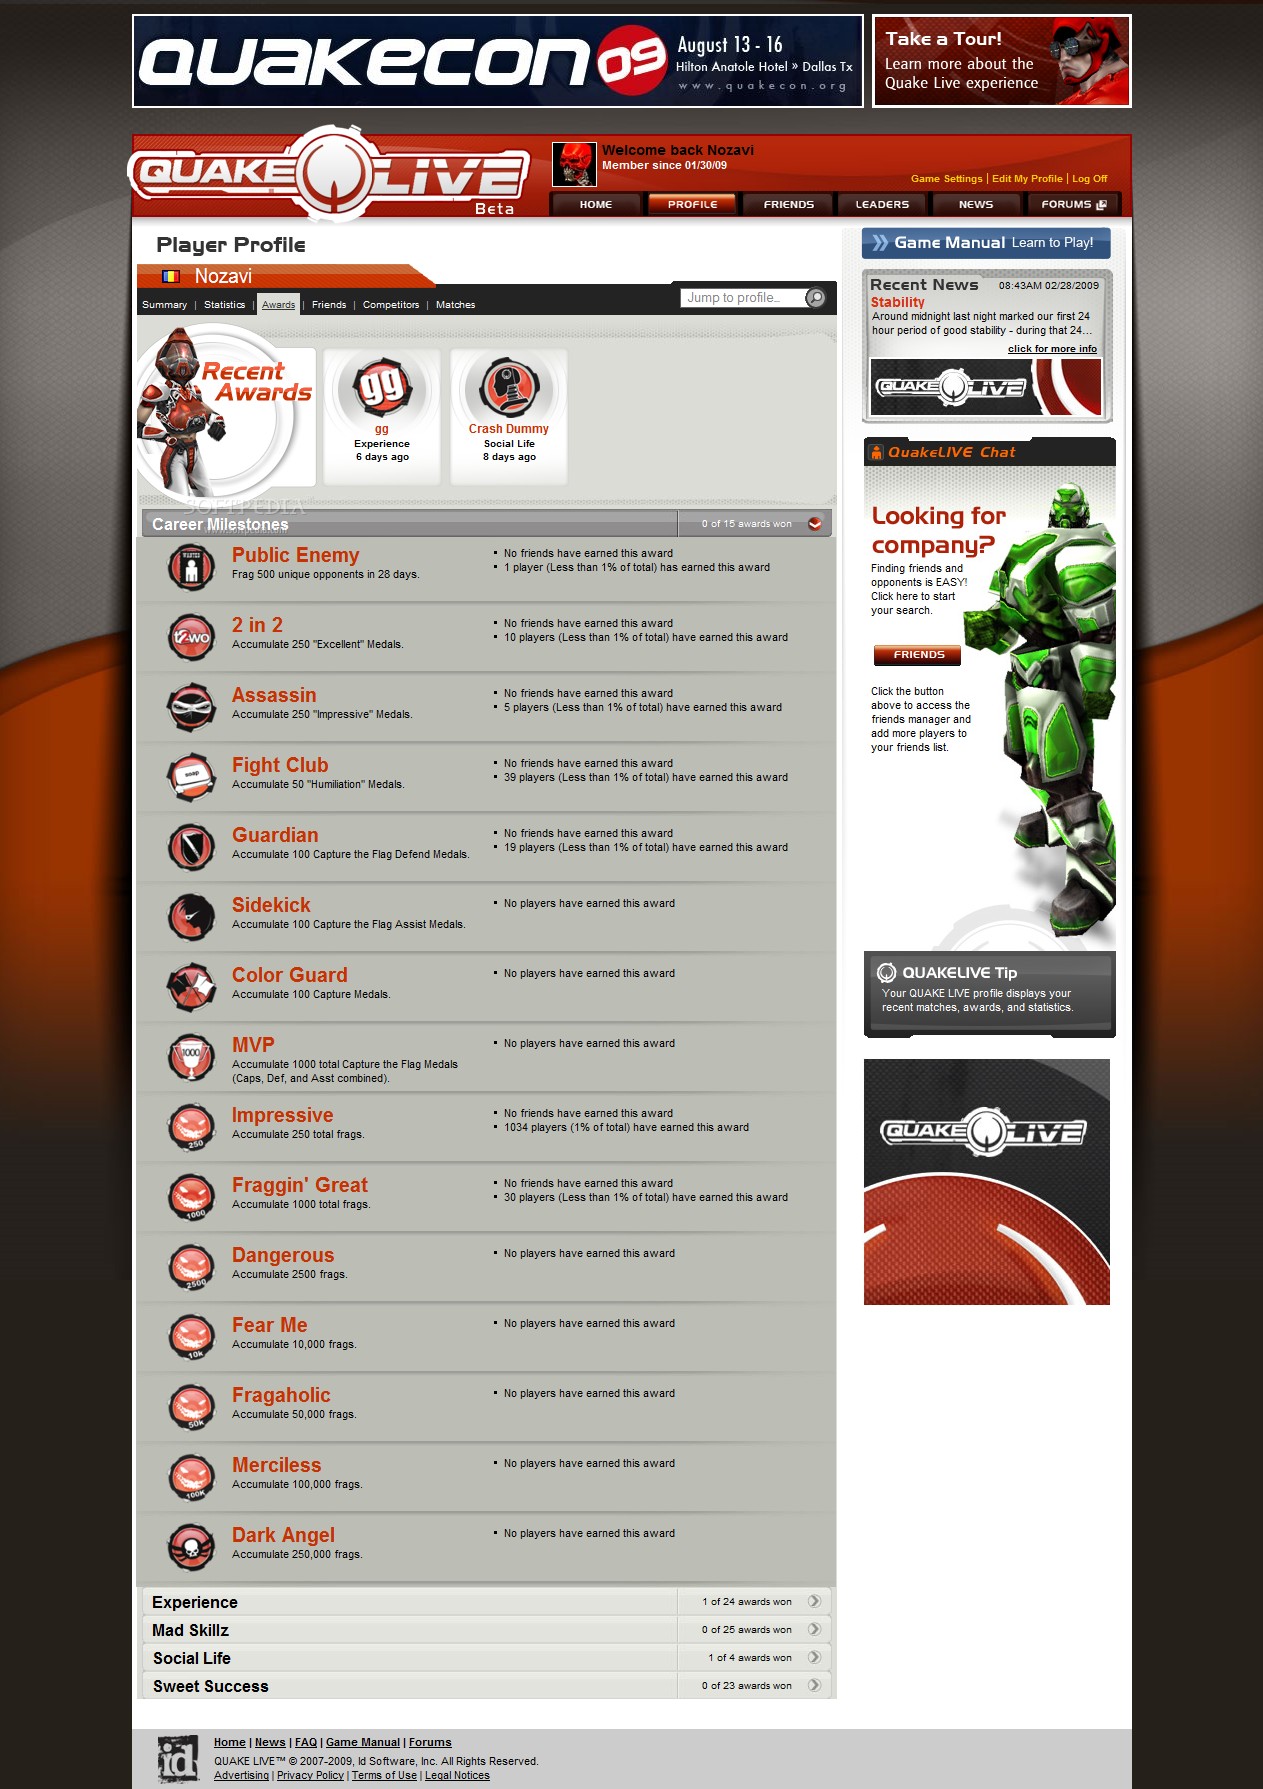 QUAKECON 09
August 13 - 16
Hilton Anatole Hotel » Dallas Tx
www.quakecon.org
Take a Tour!
Learn more about the
Quake Live experience
QUAKE LIVE
Beta
Welcome back Nozavi
Member since 01/30/09
Game Settings | Edit My Profile | Log Off
HOME
PROFILE
FRIENDS
LEADERS
NEWS
FORUMS
Player Profile
Nozavi
Summary | Statistics | Awards | Friends | Competitors | Matches
Jump to profile...
Recent
Awards
gg
gg
Experience
6 days ago
Crash Dummy
Social Life
8 days ago
SOFTPEDIA
Career Milestones
0 of 15 awards won
WANTED
Public Enemy
Frag 500 unique opponents in 28 days.
No friends have earned this award
1 player (Less than 1% of total) has earned this award
2 in 2
Accumulate 250 "Excellent" Medals.
No friends have earned this award
10 players (Less than 1% of total) have earned this award
Assassin
Accumulate 250 "Impressive" Medals.
No friends have earned this award
5 players (Less than 1% of total) have earned this award
soap
Fight Club
Accumulate 50 "Humiliation" Medals.
No friends have earned this award
39 players (Less than 1% of total) have earned this award
Guardian
Accumulate 100 Capture the Flag Defend Medals.
No friends have earned this award
19 players (Less than 1% of total) have earned this award
Sidekick
Accumulate 100 Capture the Flag Assist Medals.
No players have earned this award
Color Guard
Accumulate 100 Capture Medals.
No players have earned this award
1000
MVP
Accumulate 1000 total Capture the Flag Medals
(Caps, Def, and Asst combined).
No players have earned this award
250
Impressive
Accumulate 250 total frags.
No friends have earned this award
1034 players (1% of total) have earned this award
1000
Fraggin' Great
Accumulate 1000 total frags.
No friends have earned this award
30 players (Less than 1% of total) have earned this award
2500
Dangerous
Accumulate 2500 frags.
No players have earned this award
10k
Fear Me
Accumulate 10,000 frags.
No players have earned this award
50k
Fragaholic
Accumulate 50,000 frags.
No players have earned this award
100K
Merciless
Accumulate 100,000 frags.
No players have earned this award
Dark Angel
Accumulate 250,000 frags.
No players have earned this award
Experience
1 of 24 awards won
Mad Skillz
0 of 25 awards won
Social Life
1 of 4 awards won
Sweet Success
0 of 23 awards won
Game Manual Learn to Play!
Recent News 08:43AM 02/28/2009
Stability
Around midnight last night marked our first 24
hour period of good stability - during that 24...
click for more info
QUAKE LIVE
QuakeLIVE Chat
Looking for
company?
Finding friends and
opponents is EASY!
Click here to start
your search.
FRIENDS
Click the button
above to access the
friends manager and
add more players to
your friends list.
QUAKELIVE Tip
Your QUAKE LIVE profile displays your
recent matches, awards, and statistics.
QUAKE LIVE
id
Home | News | FAQ | Game Manual | Forums
QUAKE LIVE™ © 2007-2009, Id Software, Inc. All Rights Reserved.
Advertising | Privacy Policy | Terms of Use | Legal Notices